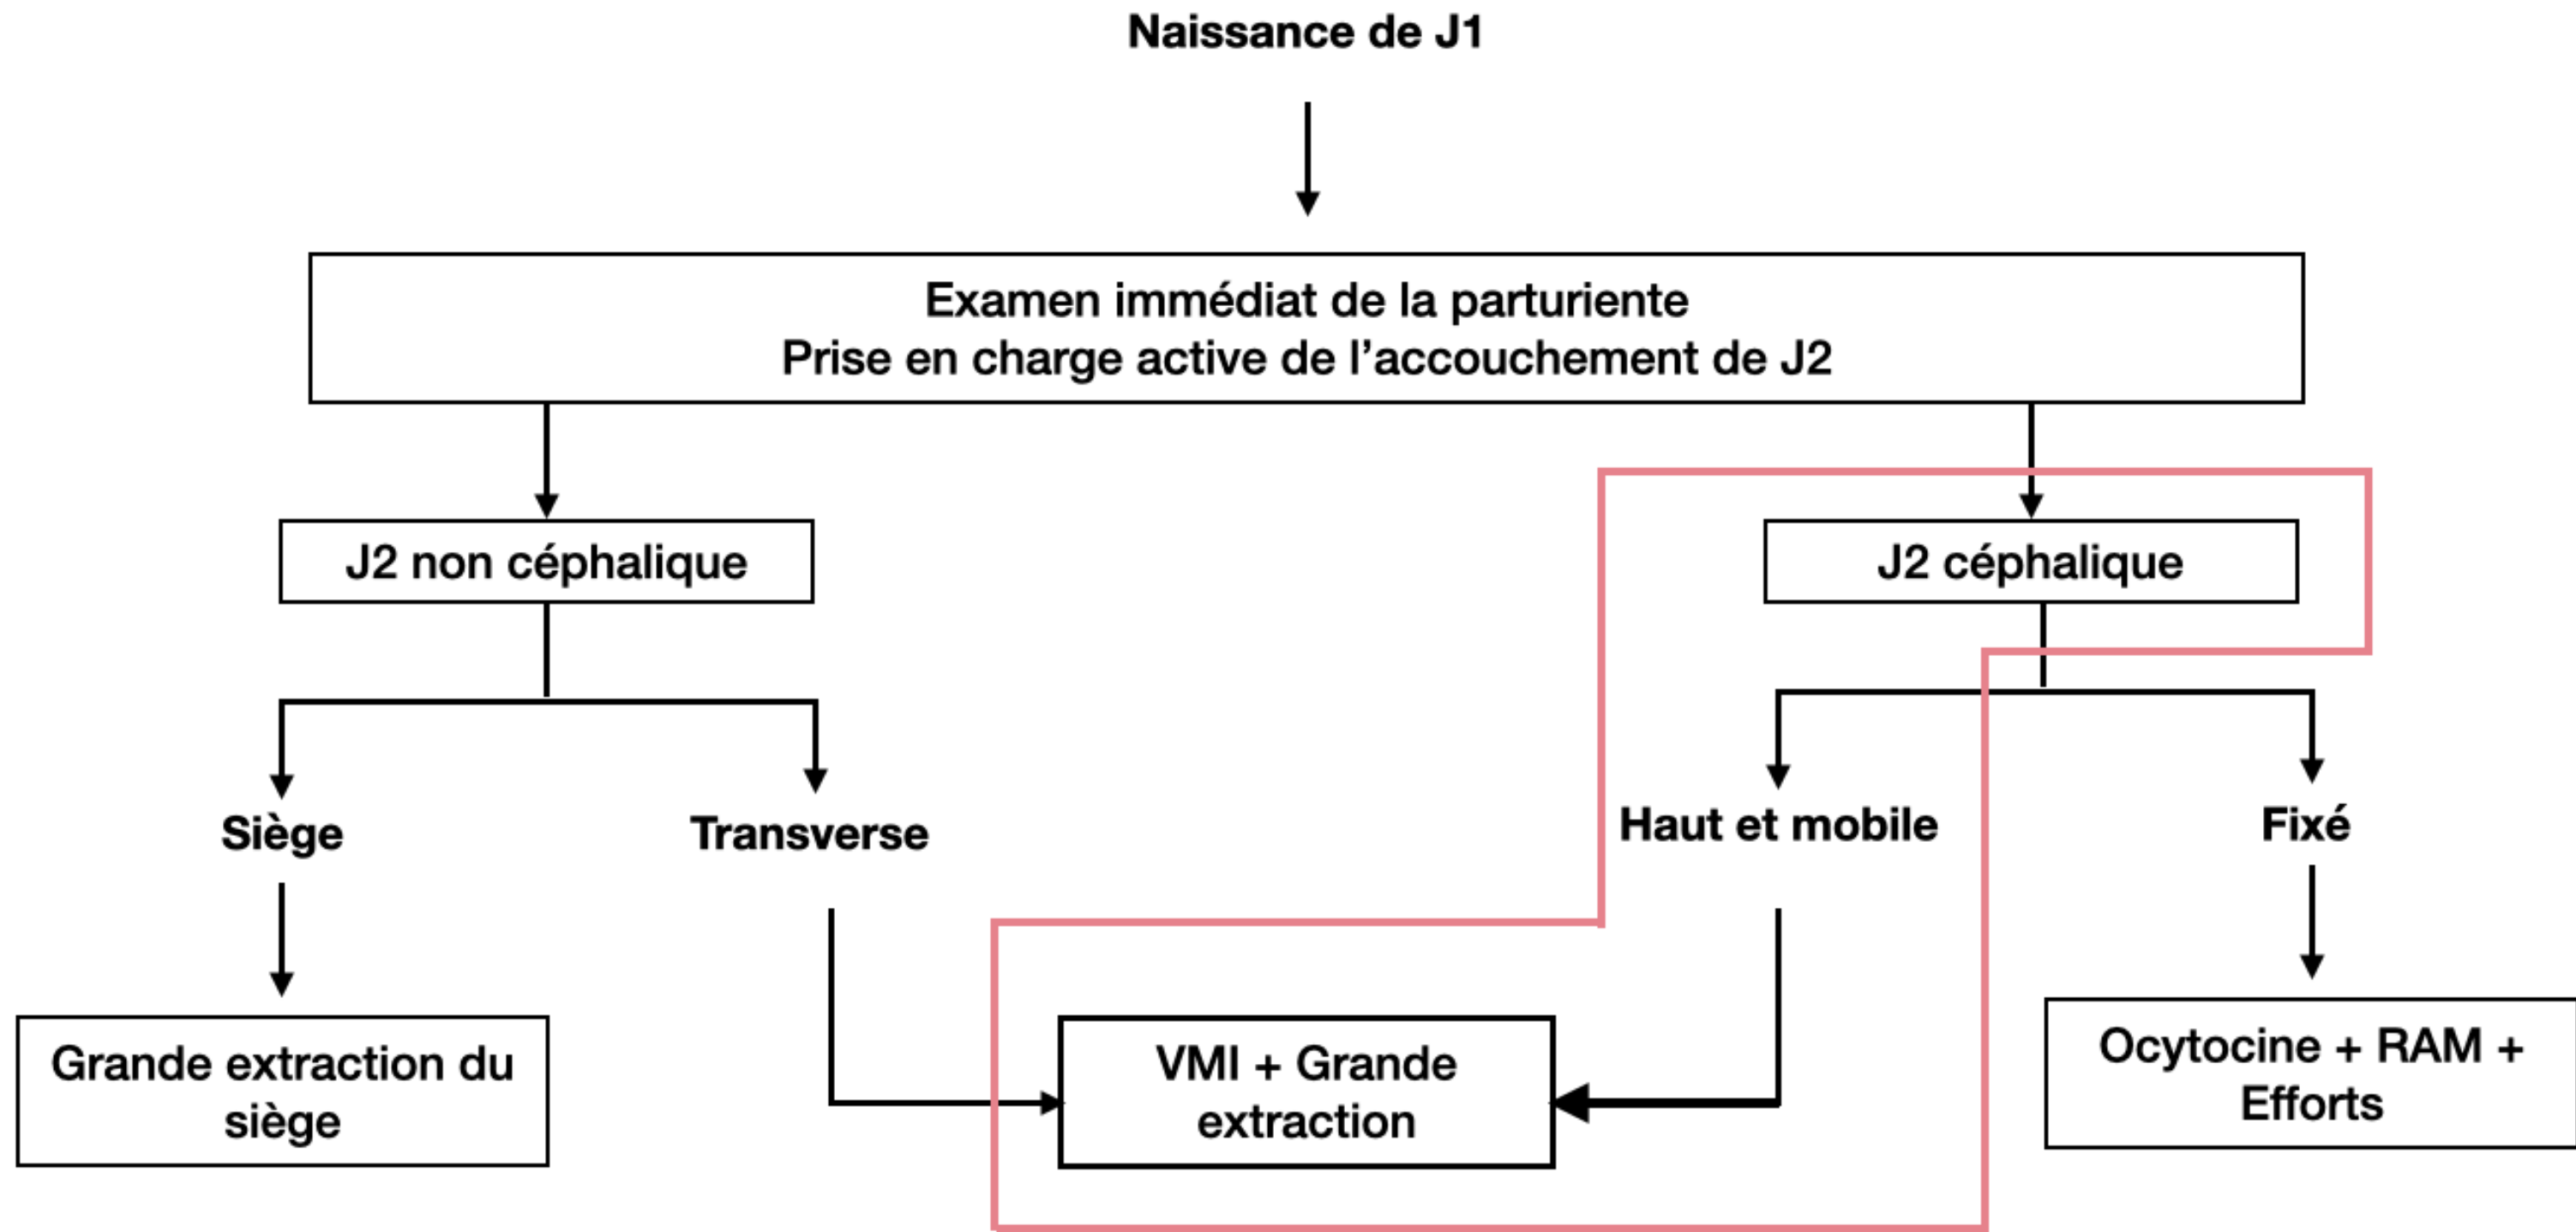 Naissance de J1
Examen immédiat de la parturiente
Prise en charge active de l’accouchement de J2
J2 non céphalique
J2 céphalique
Siège
Transverse
Haut et mobile
Fixé
Grande extraction du
siège
VMI + Grande
extraction
Ocytocine + RAM +
Efforts